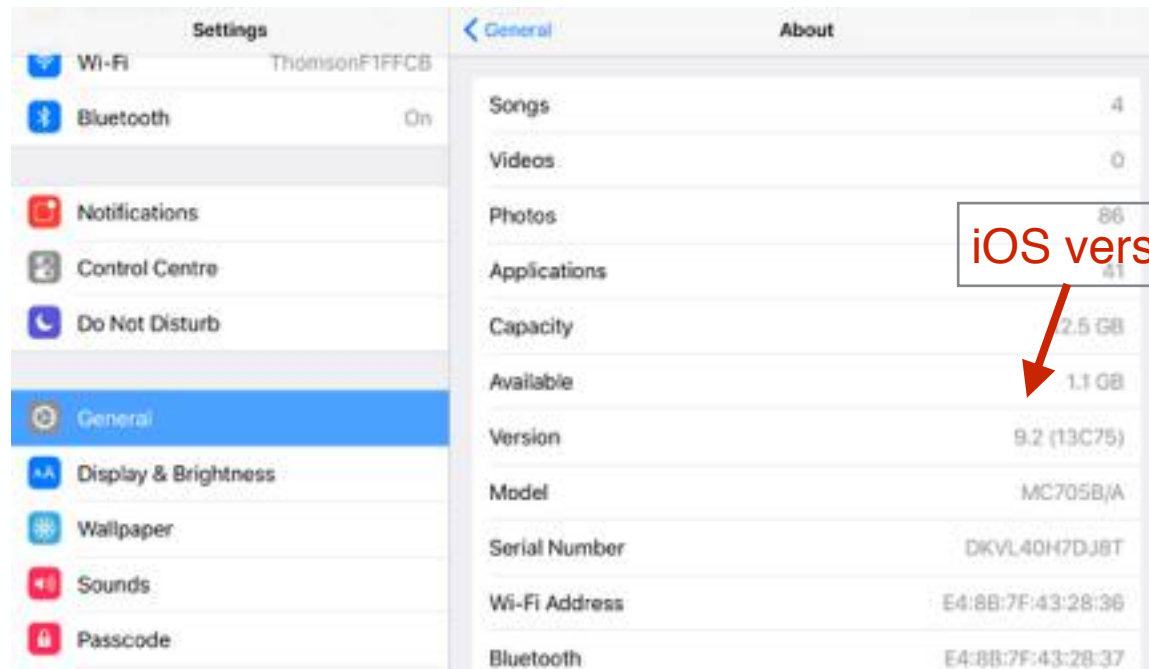 Settings
Wi-Fi ThomsonF1FFCB
Bluetooth On
Notifications
Control Centre
Do Not Disturb
General
Display & Brightness
Wallpaper
Sounds
Passcode
General About
Songs 4
Videos 0
Photos 86
iOS vers
Applications 41
Capacity 2.5 GB
Available 1.1 GB
Version 9.2 (13C75)
Model MC705B/A
Serial Number DKVL40H7DJ8T
Wi-Fi Address E4:8B:7F:43:28:36
Bluetooth E4:8B:7F:43:28:37